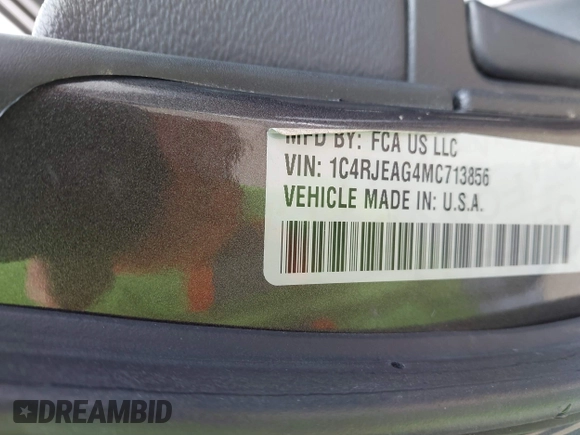 MFD BY: FCA US LLC
VIN: 1C4RJEAG4MC713856
VEHICLE MADE IN: U.S.A.
DREAMBID